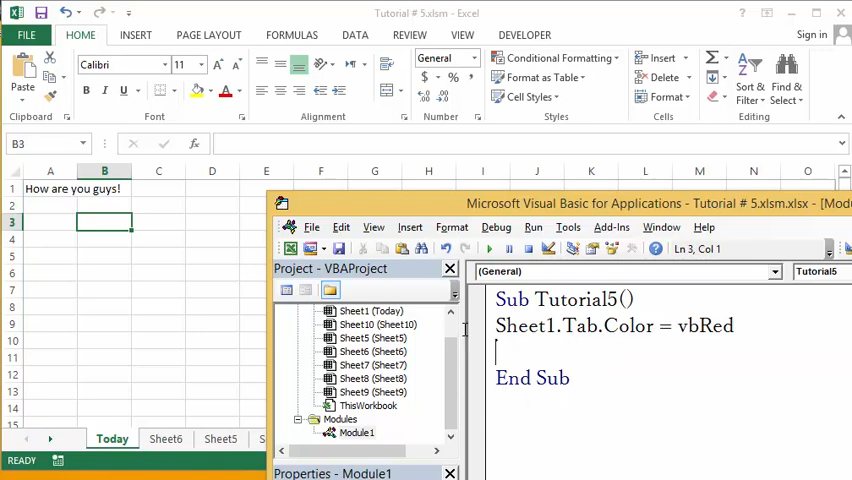 Tutorial # 5.xlsm - Excel
FILE HOME INSERT PAGE LAYOUT FORMULAS DATA REVIEW VIEW DEVELOPER Sign in
Calibri 11 General Conditional Formatting Insert
Paste $ % Format as Table Delete Sort & Find &
B I U Cell Styles Format Filter Select
Clipboard Font Alignment Number Styles Cells Editing
B3 fx
A B C D E F G H I J K L M N O
1 How are you guys!
2
3
4
5
6
7
8
9
10
11
12
13
14
15
Today Sheet6 Sheet5 S
READY
Microsoft Visual Basic for Applications - Tutorial # 5.xlsm.xlsx - [Modu
File Edit View Insert Format Debug Run Tools Add-Ins Window Help
Ln 3, Col 1
Project - VBAProject
(General) Tutorial5
Sheet1 (Today)
Sheet10 (Sheet10)
Sheet5 (Sheet5)
Sheet6 (Sheet6)
Sheet7 (Sheet7)
Sheet8 (Sheet8)
Sheet9 (Sheet9)
ThisWorkbook
Modules
Module1
Properties - Module1
Sub Tutorial5()
Sheet1.Tab.Color = vbRed
End Sub